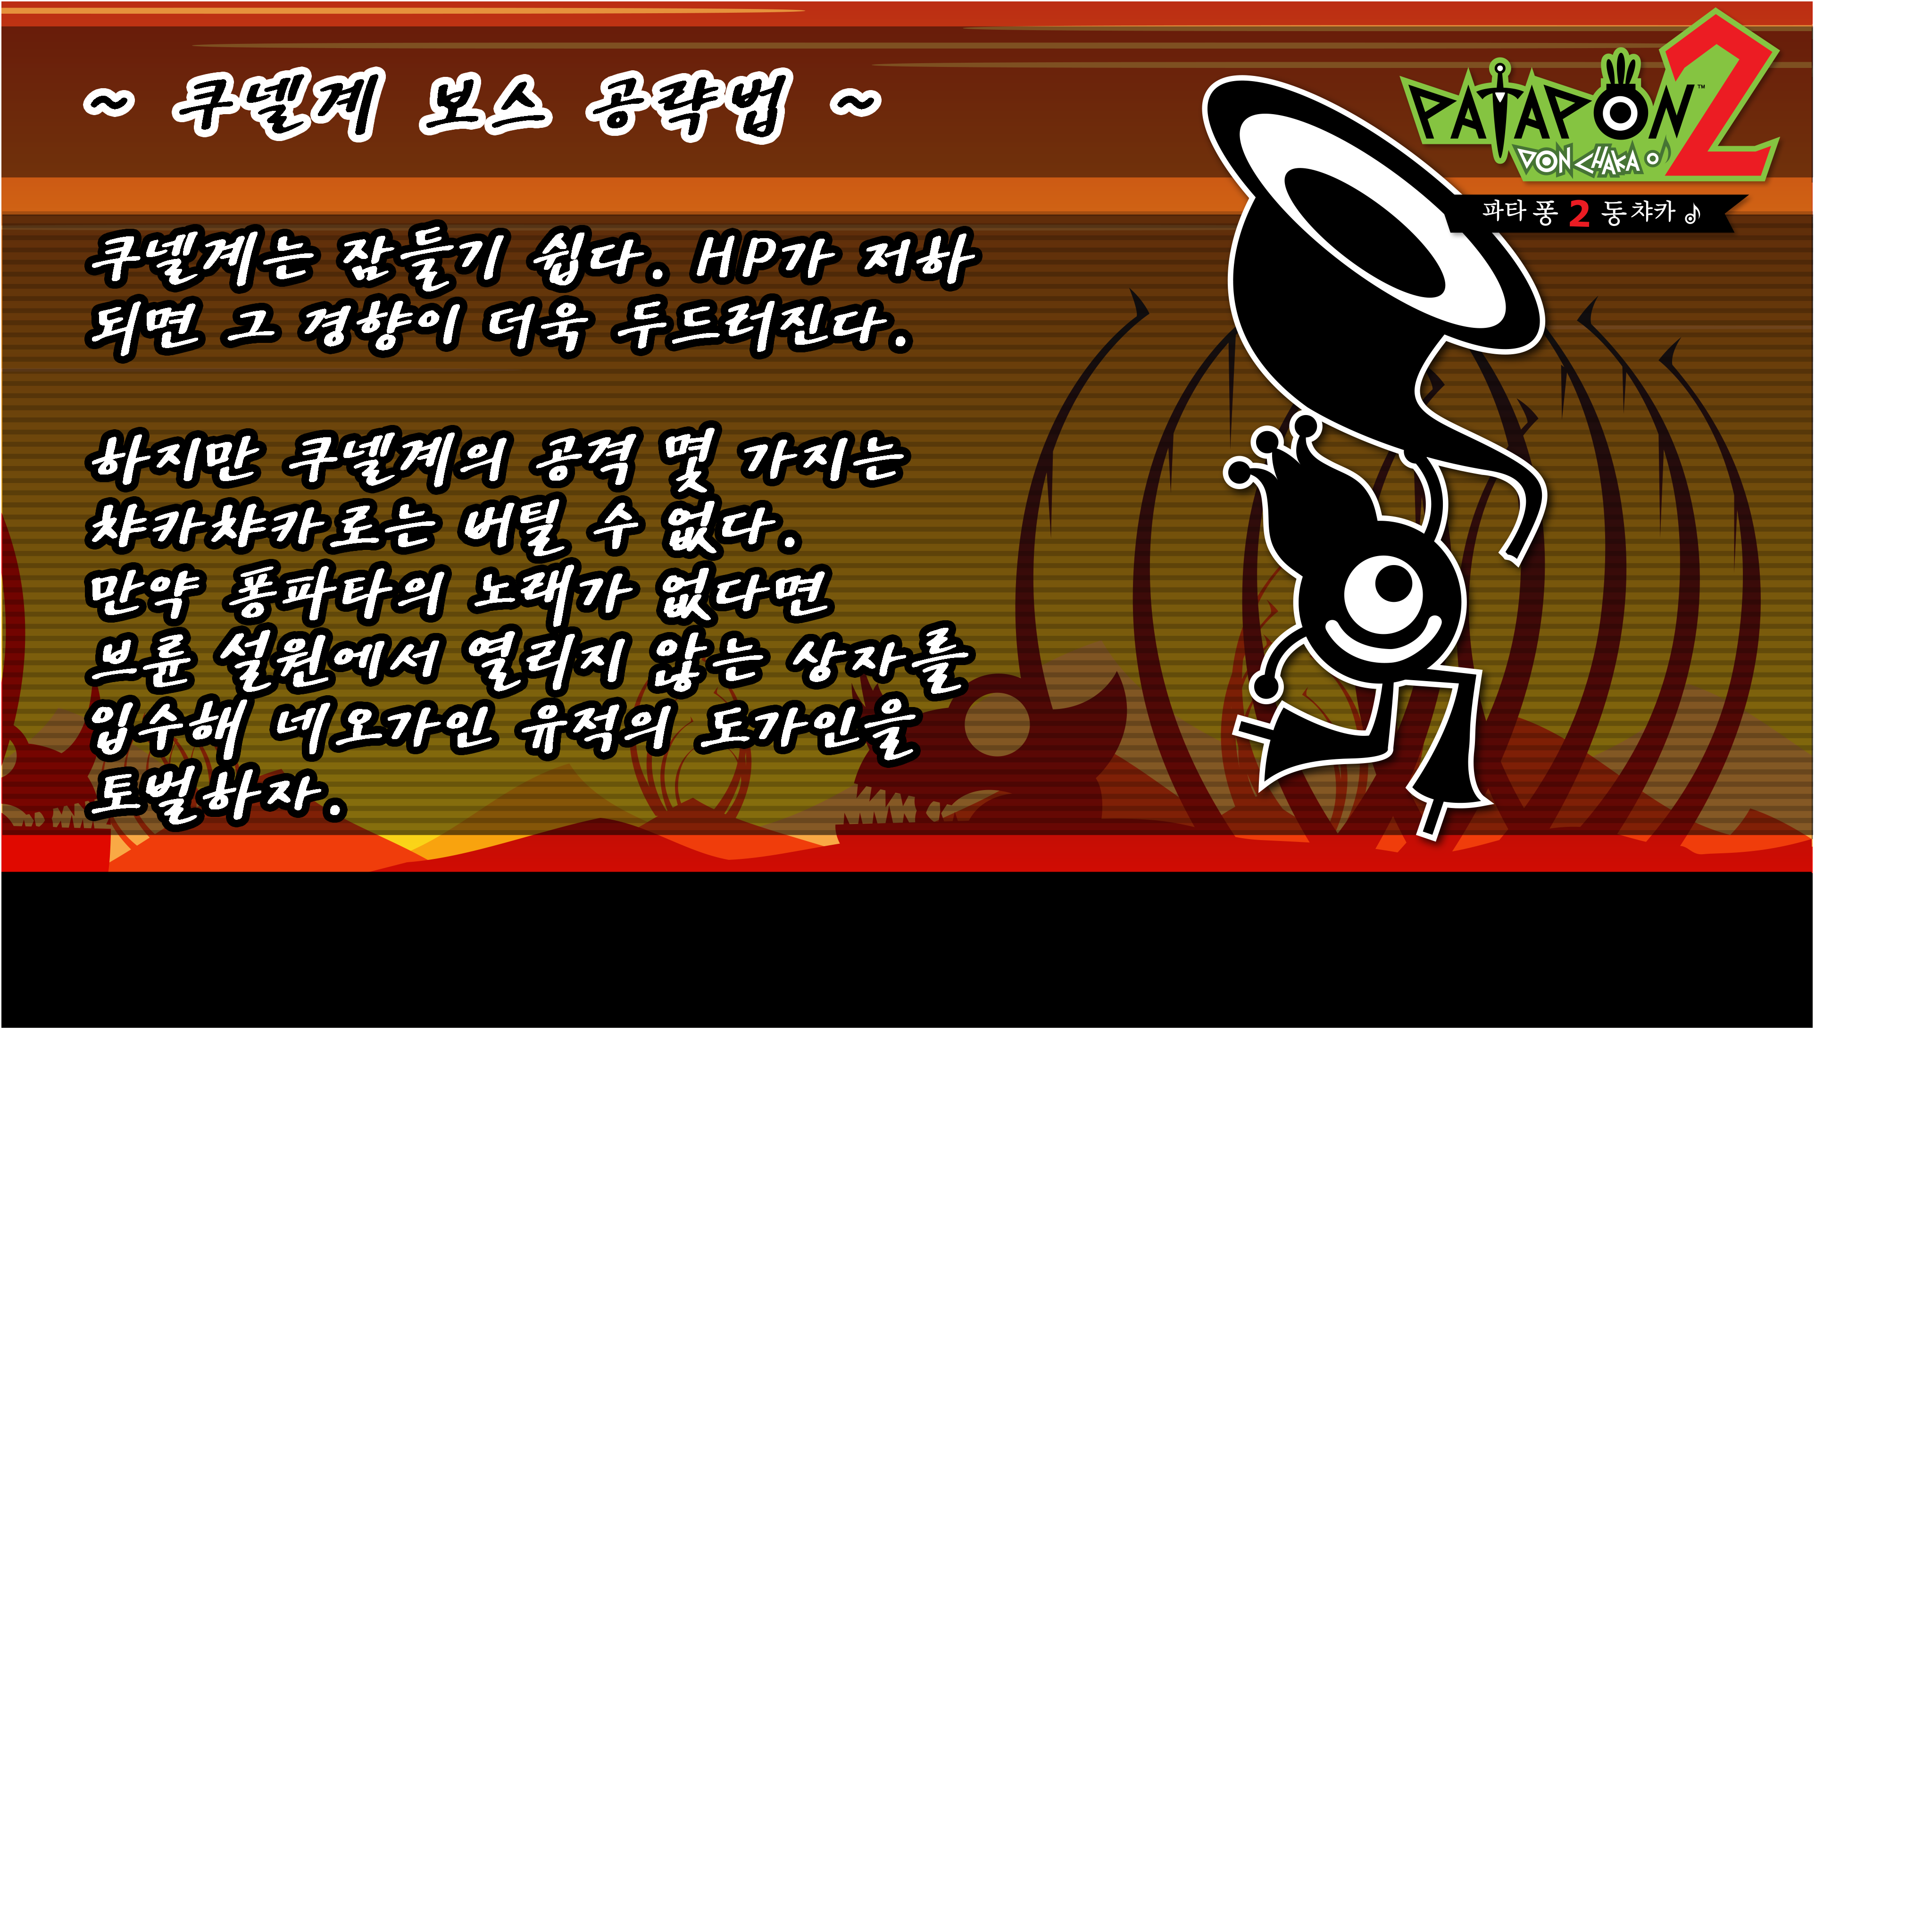 ~ 쿠넬계 보스 공략법 ~
PATAPON 2
DON CHAKA ♪
™
파타퐁 2 동챠카 ♪
쿠넬계는 잠들기 쉽다. HP가 저하
되면 그 경향이 더욱 두드러진다.
하지만 쿠넬계의 공격 몇 가지는
챠카챠카로는 버틸 수 없다.
만약 퐁파타의 노래가 없다면
브륜 설원에서 열리지 않는 상자를
입수해 네오가인 유적의 도가인을
토벌하자.